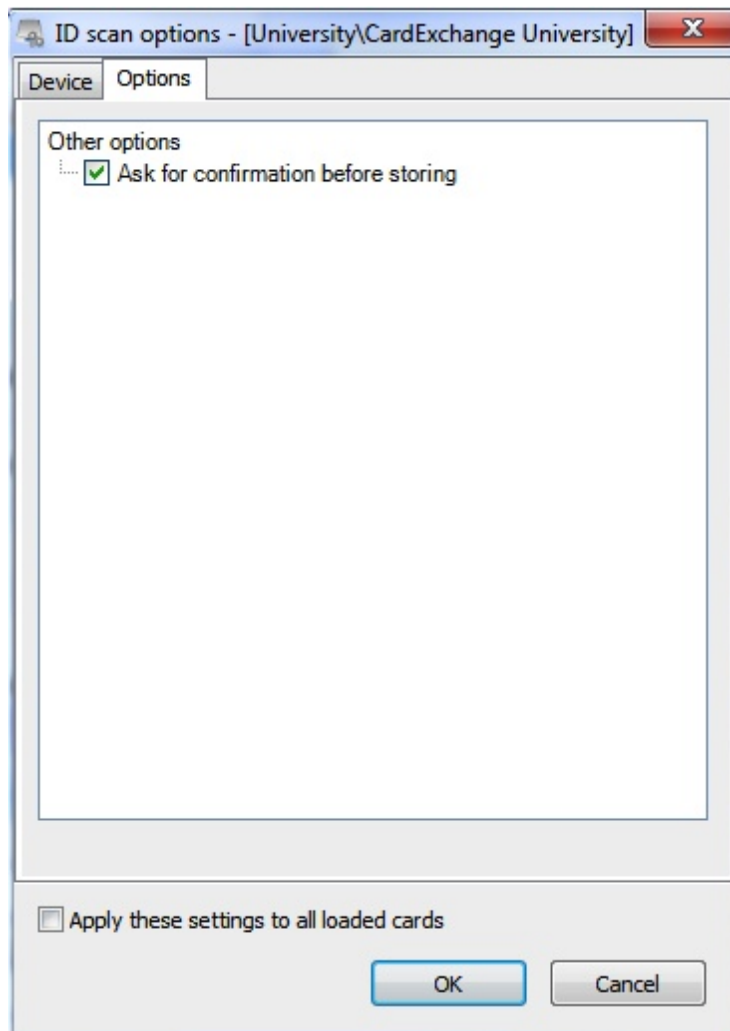 ID scan options - [University\CardExchange University]
Device Options
Other options
Ask for confirmation before storing
Apply these settings to all loaded cards
OK Cancel